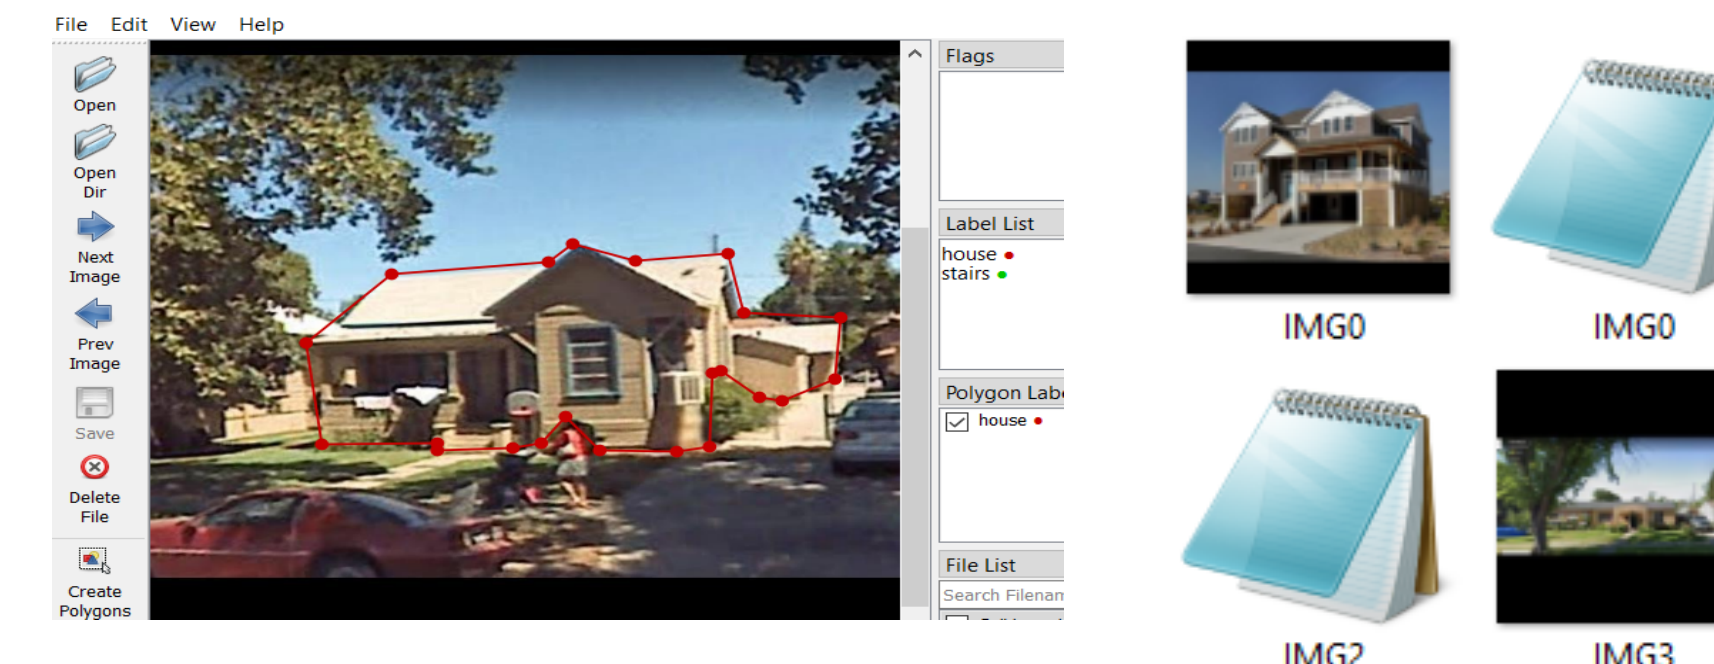 File Edit View Help
Open
Open
Dir
Next
Image
Prev
Image
Save
Delete
File
Create
Polygons
Flags
Label List
house
stairs
Polygon Labe
house
File List
Search Filenam
IMG0
IMG0
IMG2
IMG3